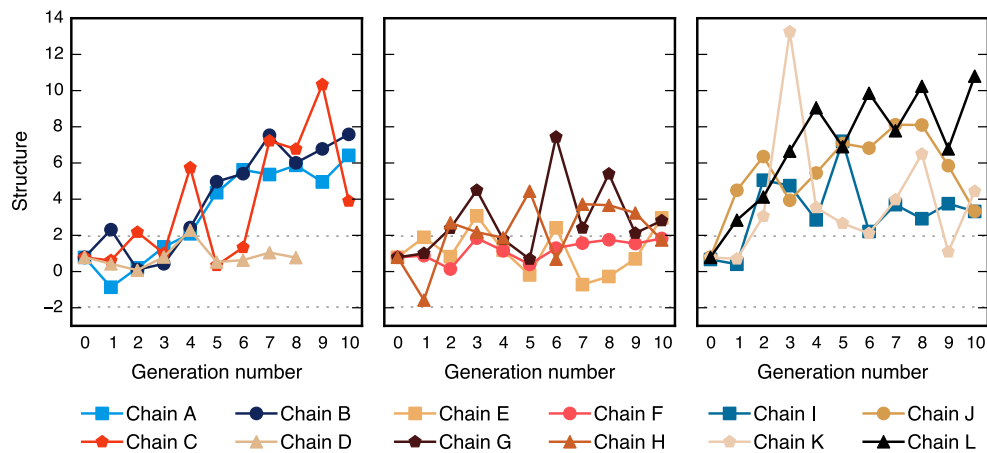 14
12
10
8
6
4
2
0
−2
Structure
0 1 2 3 4 5 6 7 8 9 10
0 1 2 3 4 5 6 7 8 9 10
0 1 2 3 4 5 6 7 8 9 10
Generation number
Generation number
Generation number
Chain A Chain B Chain E Chain F Chain I Chain J
Chain C Chain D Chain G Chain H Chain K Chain L